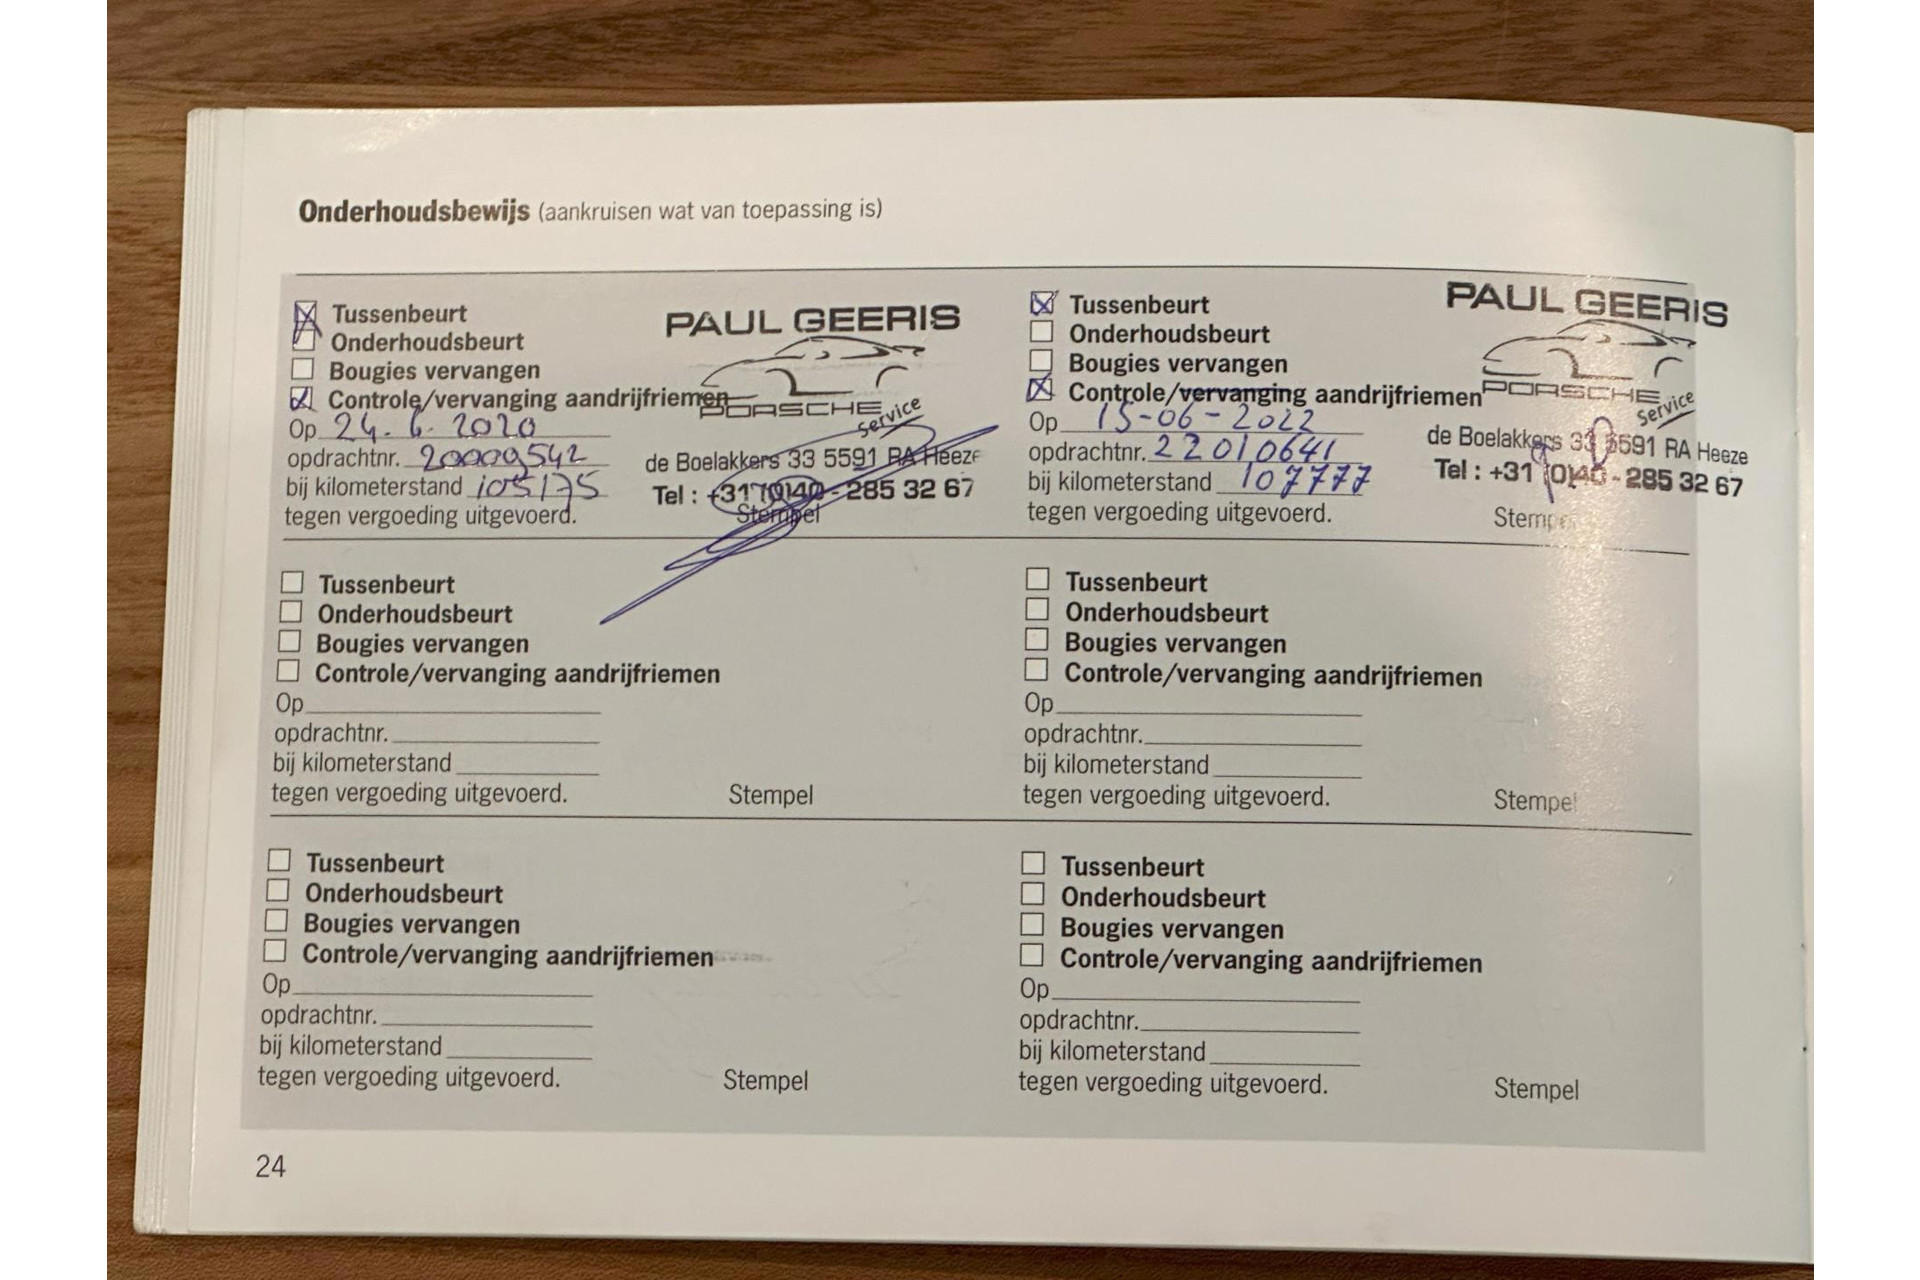 Onderhoudsbewijs (aankruisen wat van toepassing is)
Tussenbeurt
Onderhoudsbeurt
Bougies vervangen
Controle/vervanging aandrijfriemen
Op 24.6.2020
opdrachtnr. 20009542
bij kilometerstand 105175
tegen vergoeding uitgevoerd.
PAUL GEERIS
PORSCHE
service
de Boelakkers 33 5591 RA Heeze
Tel : +31 (0)40 - 285 32 67
Stempel
Tussenbeurt
Onderhoudsbeurt
Bougies vervangen
Controle/vervanging aandrijfriemen
Op 15-06-2022
opdrachtnr. 22010641
bij kilometerstand 107777
tegen vergoeding uitgevoerd.
PAUL GEERIS
PORSCHE
service
de Boelakkers 33 5591 RA Heeze
Tel : +31 (0)40 - 285 32 67
Stempel
Tussenbeurt
Onderhoudsbeurt
Bougies vervangen
Controle/vervanging aandrijfriemen
Op
opdrachtnr.
bij kilometerstand
tegen vergoeding uitgevoerd.
Stempel
Tussenbeurt
Onderhoudsbeurt
Bougies vervangen
Controle/vervanging aandrijfriemen
Op
opdrachtnr.
bij kilometerstand
tegen vergoeding uitgevoerd.
Stempel
Tussenbeurt
Onderhoudsbeurt
Bougies vervangen
Controle/vervanging aandrijfriemen
Op
opdrachtnr.
bij kilometerstand
tegen vergoeding uitgevoerd.
Stempel
Tussenbeurt
Onderhoudsbeurt
Bougies vervangen
Controle/vervanging aandrijfriemen
Op
opdrachtnr.
bij kilometerstand
tegen vergoeding uitgevoerd.
Stempel
24